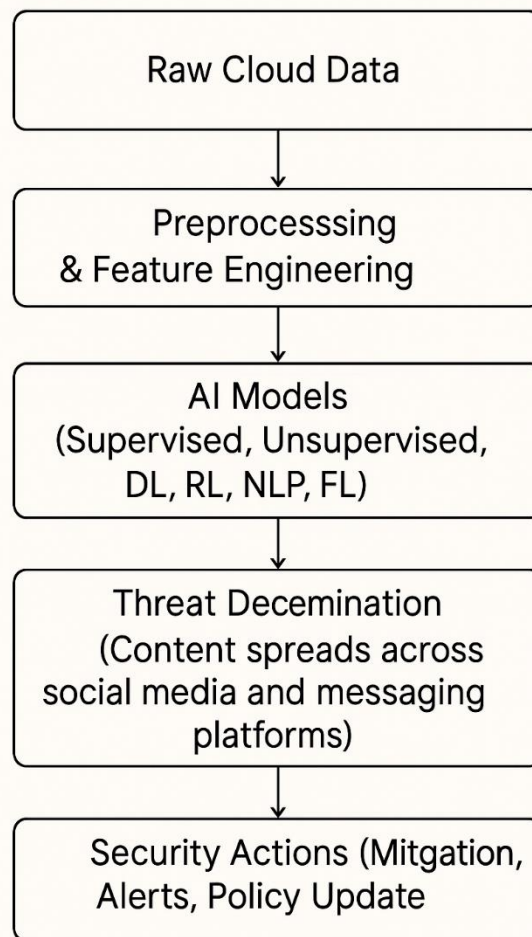 Raw Cloud Data
Preprocesssing
& Feature Engineering
AI Models
(Supervised, Unsupervised,
DL, RL, NLP, FL)
Threat Decemination
(Content spreads across
social media and messaging
platforms)
Security Actions (Mitgation,
Alerts, Policy Update